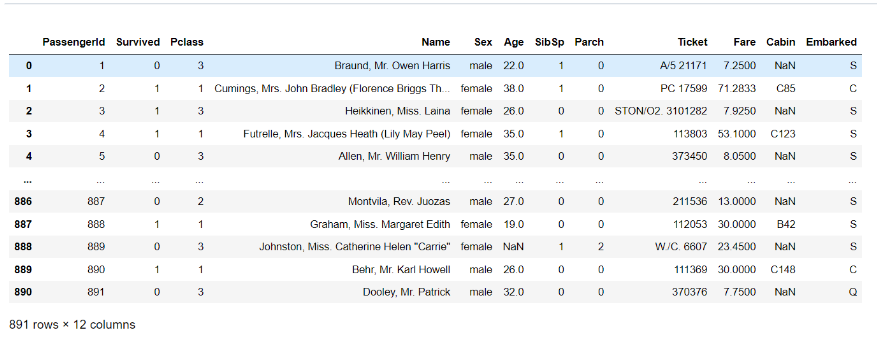 PassengerId Survived Pclass Name Sex Age SibSp Parch Ticket Fare Cabin Embarked
0 1 0 3 Braund, Mr. Owen Harris male 22.0 1 0 A/5 21171 7.2500 NaN S
1 2 1 1 Cumings, Mrs. John Bradley (Florence Briggs Th... female 38.0 1 0 PC 17599 71.2833 C85 C
2 3 1 3 Heikkinen, Miss. Laina female 26.0 0 0 STON/O2. 3101282 7.9250 NaN S
3 4 1 1 Futrelle, Mrs. Jacques Heath (Lily May Peel) female 35.0 1 0 113803 53.1000 C123 S
4 5 0 3 Allen, Mr. William Henry male 35.0 0 0 373450 8.0500 NaN S
... ... ... ... ... ... ... ... ... ... ... ... ...
886 887 0 2 Montvila, Rev. Juozas male 27.0 0 0 211536 13.0000 NaN S
887 888 1 1 Graham, Miss. Margaret Edith female 19.0 0 0 112053 30.0000 B42 S
888 889 0 3 Johnston, Miss. Catherine Helen "Carrie" female NaN 1 2 W./C. 6607 23.4500 NaN S
889 890 1 1 Behr, Mr. Karl Howell male 26.0 0 0 111369 30.0000 C148 C
890 891 0 3 Dooley, Mr. Patrick male 32.0 0 0 370376 7.7500 NaN Q
891 rows × 12 columns